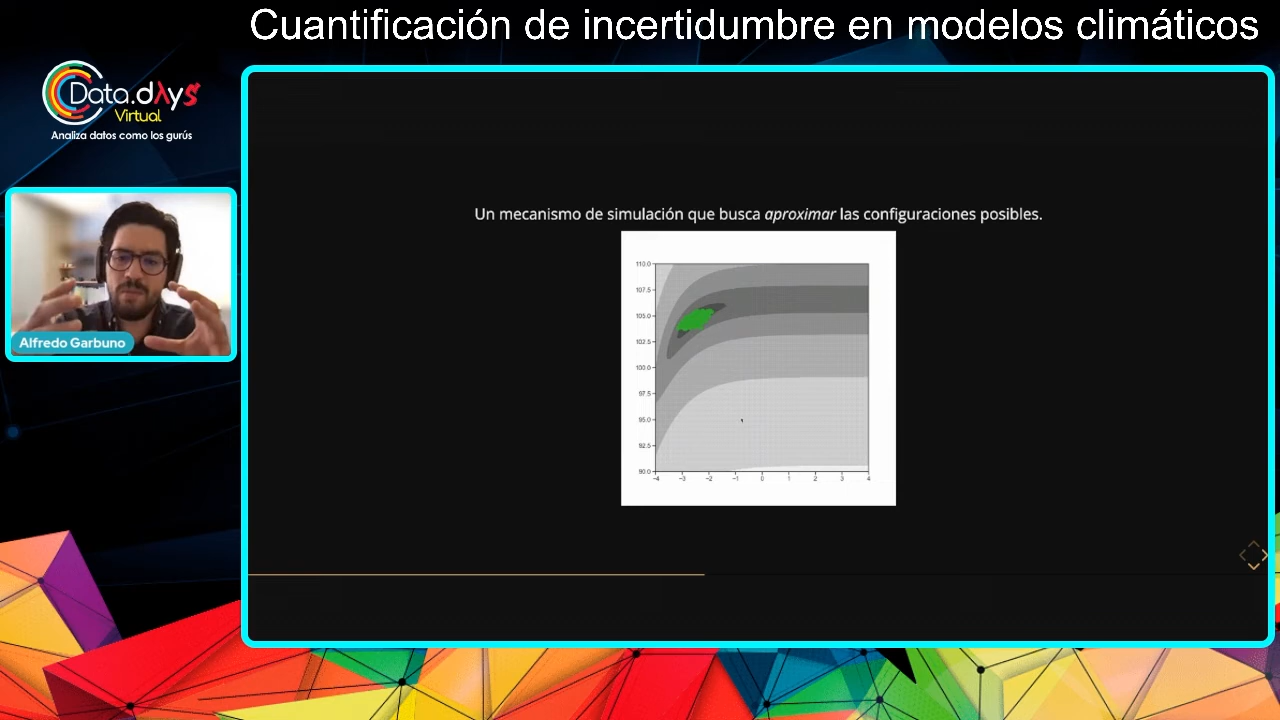 Cuantificación de incertidumbre en modelos climáticos
Data.dAys
Virtual
Analiza datos como los gurús
Alfredo Garbuno
Un mecanismo de simulación que busca aproximar las configuraciones posibles.
110.0
107.5
105.0
102.5
100.0
97.5
95.0
92.5
90.0
−4 −3 −2 −1 0 1 2 3 4